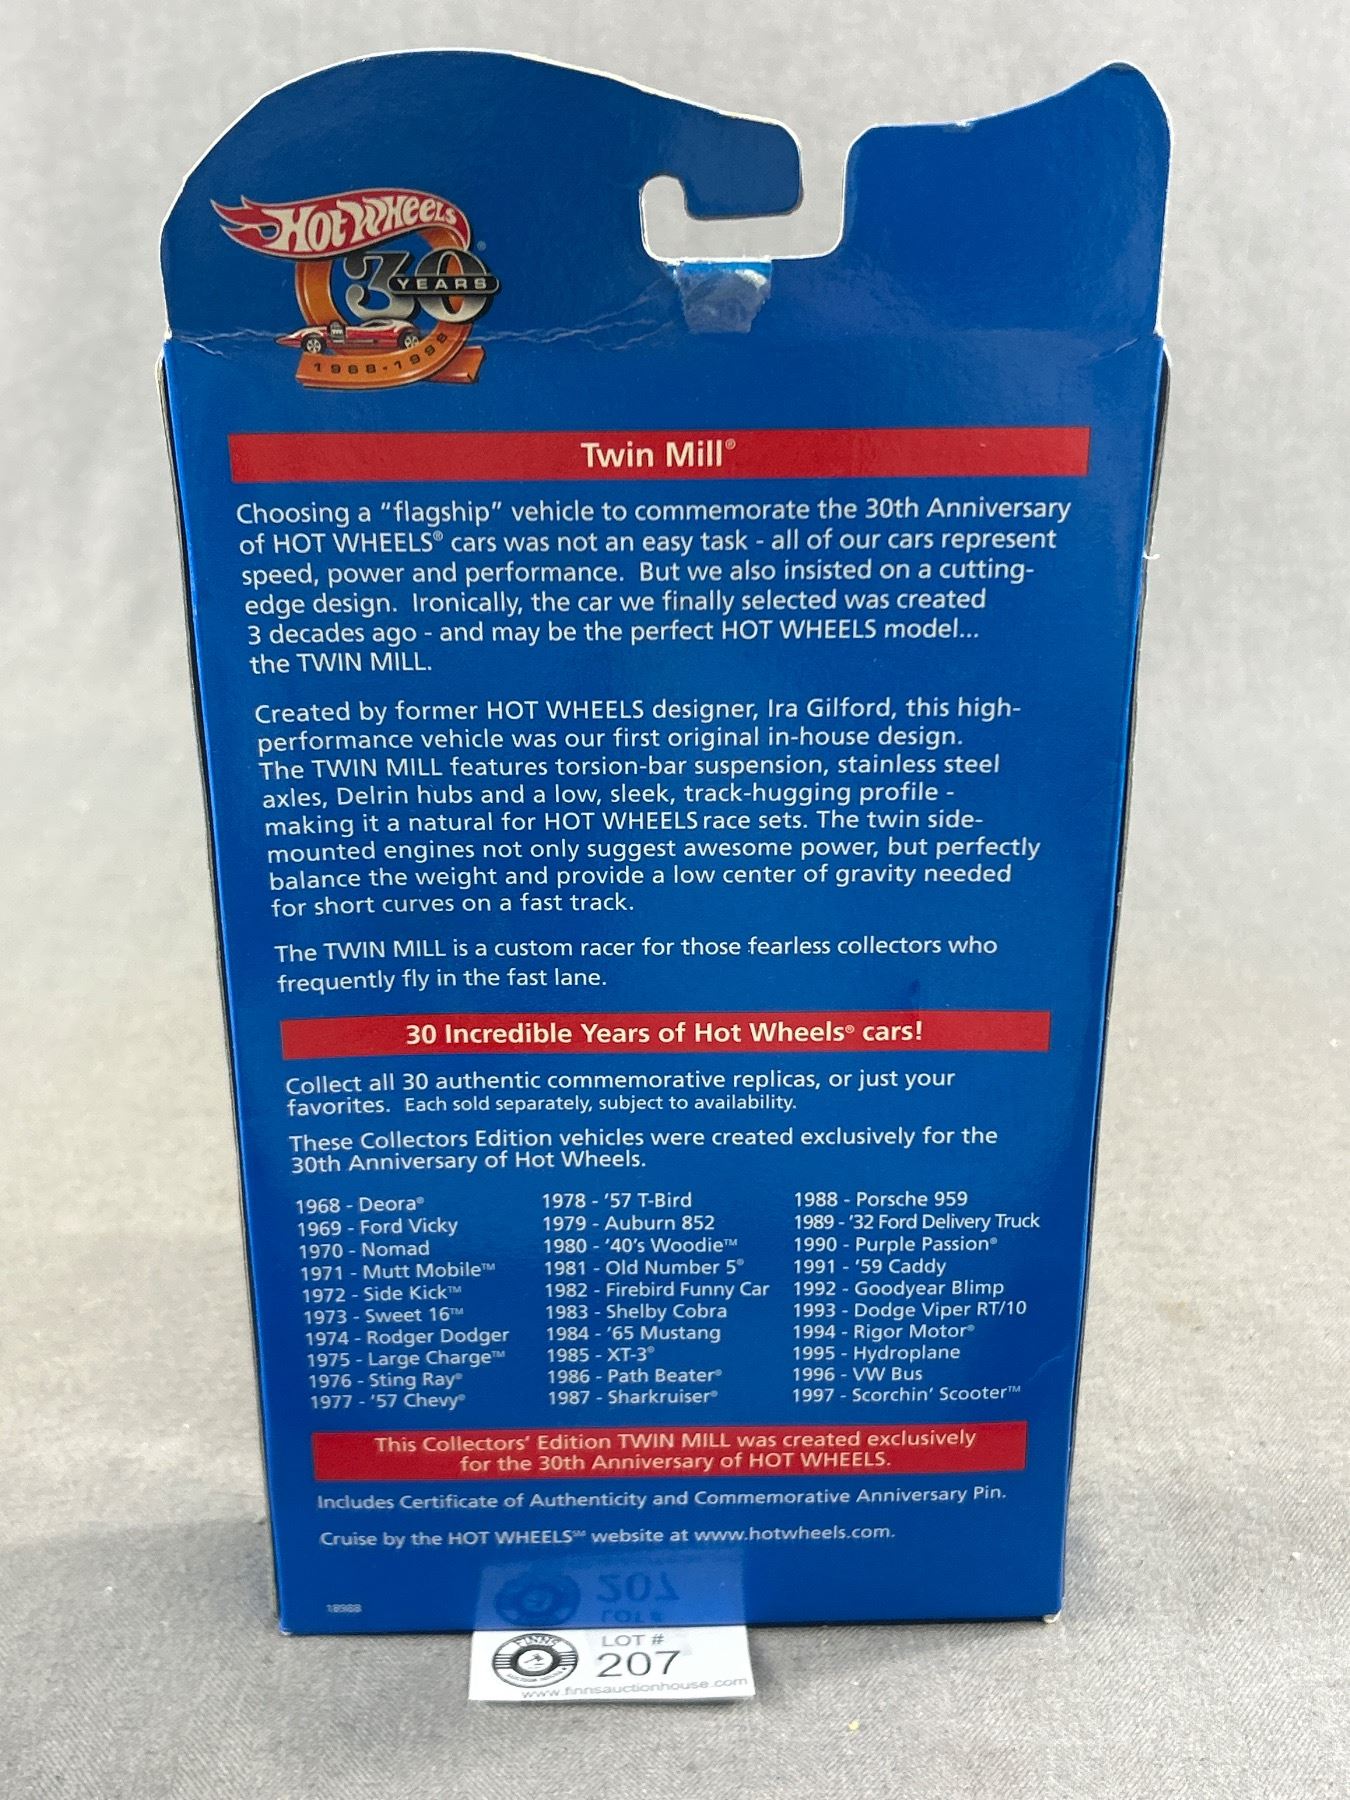 HOT WHEELS®
30
YEARS
1968-1998
Twin Mill®
Choosing a "flagship" vehicle to commemorate the 30th Anniversary
of HOT WHEELS® cars was not an easy task - all of our cars represent
speed, power and performance. But we also insisted on a cutting-
edge design. Ironically, the car we finally selected was created
3 decades ago - and may be the perfect HOT WHEELS model...
the TWIN MILL.
Created by former HOT WHEELS designer, Ira Gilford, this high-
performance vehicle was our first original in-house design.
The TWIN MILL features torsion-bar suspension, stainless steel
axles, Delrin hubs and a low, sleek, track-hugging profile -
making it a natural for HOT WHEELS race sets. The twin side-
mounted engines not only suggest awesome power, but perfectly
balance the weight and provide a low center of gravity needed
for short curves on a fast track.
The TWIN MILL is a custom racer for those fearless collectors who
frequently fly in the fast lane.
30 Incredible Years of Hot Wheels® cars!
Collect all 30 authentic commemorative replicas, or just your
favorites. Each sold separately, subject to availability.
These Collectors Edition vehicles were created exclusively for the
30th Anniversary of Hot Wheels.
1968 - Deora®
1969 - Ford Vicky
1970 - Nomad
1971 - Mutt Mobile™
1972 - Side Kick™
1973 - Sweet 16™
1974 - Rodger Dodger
1975 - Large Charge™
1976 - Sting Ray®
1977 - '57 Chevy®
1978 - '57 T-Bird
1979 - Auburn 852
1980 - '40's Woodie™
1981 - Old Number 5®
1982 - Firebird Funny Car
1983 - Shelby Cobra
1984 - '65 Mustang
1985 - XT-3®
1986 - Path Beater®
1987 - Sharkruiser®
1988 - Porsche 959
1989 - '32 Ford Delivery Truck
1990 - Purple Passion®
1991 - '59 Caddy
1992 - Goodyear Blimp
1993 - Dodge Viper RT/10
1994 - Rigor Motor®
1995 - Hydroplane
1996 - VW Bus
1997 - Scorchin' Scooter™
This Collectors' Edition TWIN MILL was created exclusively
for the 30th Anniversary of HOT WHEELS.
Includes Certificate of Authenticity and Commemorative Anniversary Pin.
Cruise by the HOT WHEELS℠ website at www.hotwheels.com.
18988
FINNS
LOT #
207
www.finnsauctionhouse.com